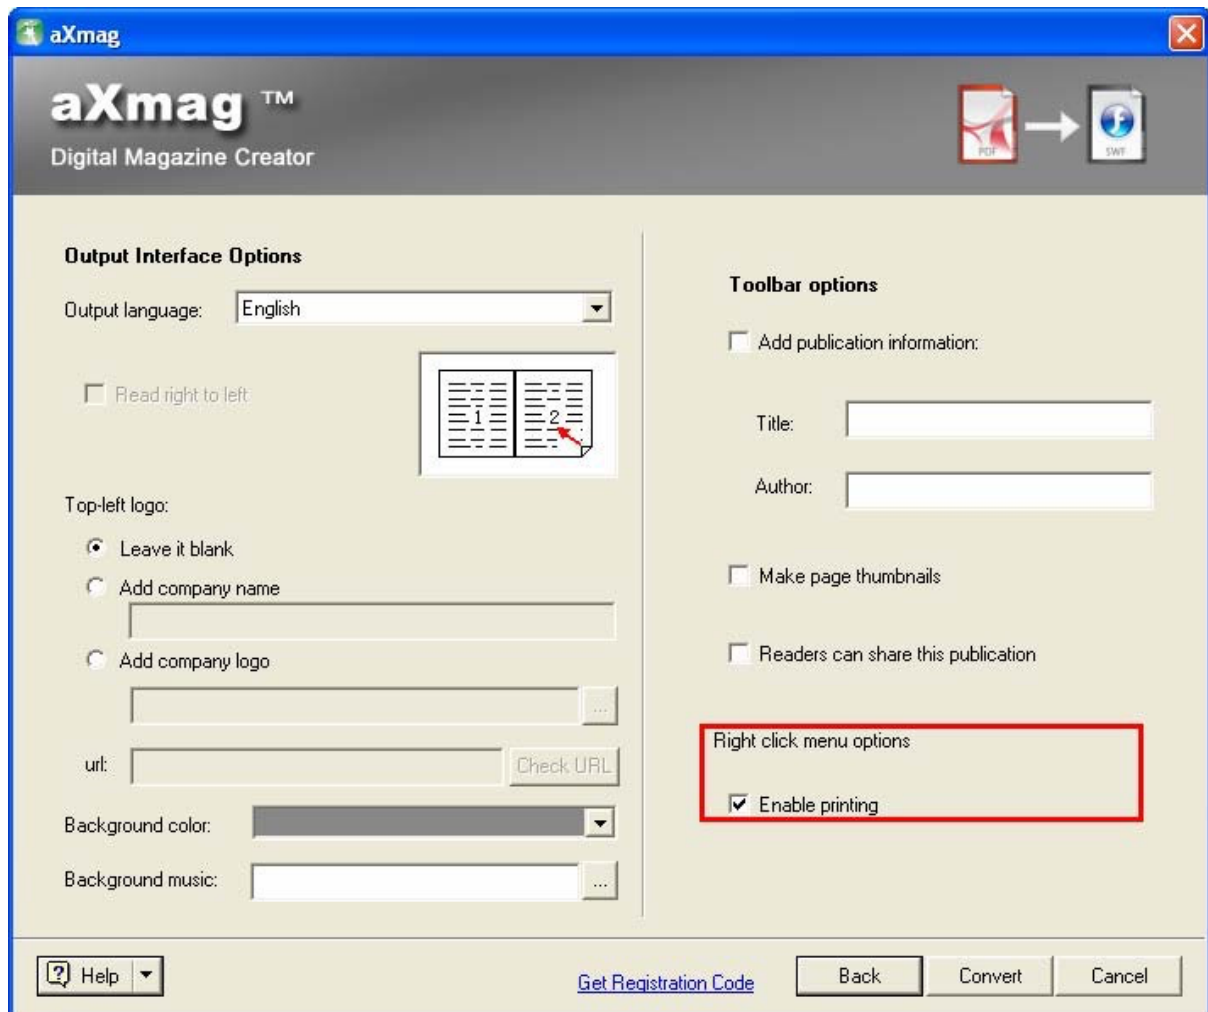 aXmag
aXmag ™
Digital Magazine Creator
PDF
SWF
Output Interface Options
Output language: English
Read right to left
1 2
Top-left logo:
Leave it blank
Add company name
Add company logo
...
url: Check URL
Background color:
Background music: ...
Toolbar options
Add publication information:
Title:
Author:
Make page thumbnails
Readers can share this publication
Right click menu options
Enable printing
? Help
Get Registration Code
Back
Convert
Cancel